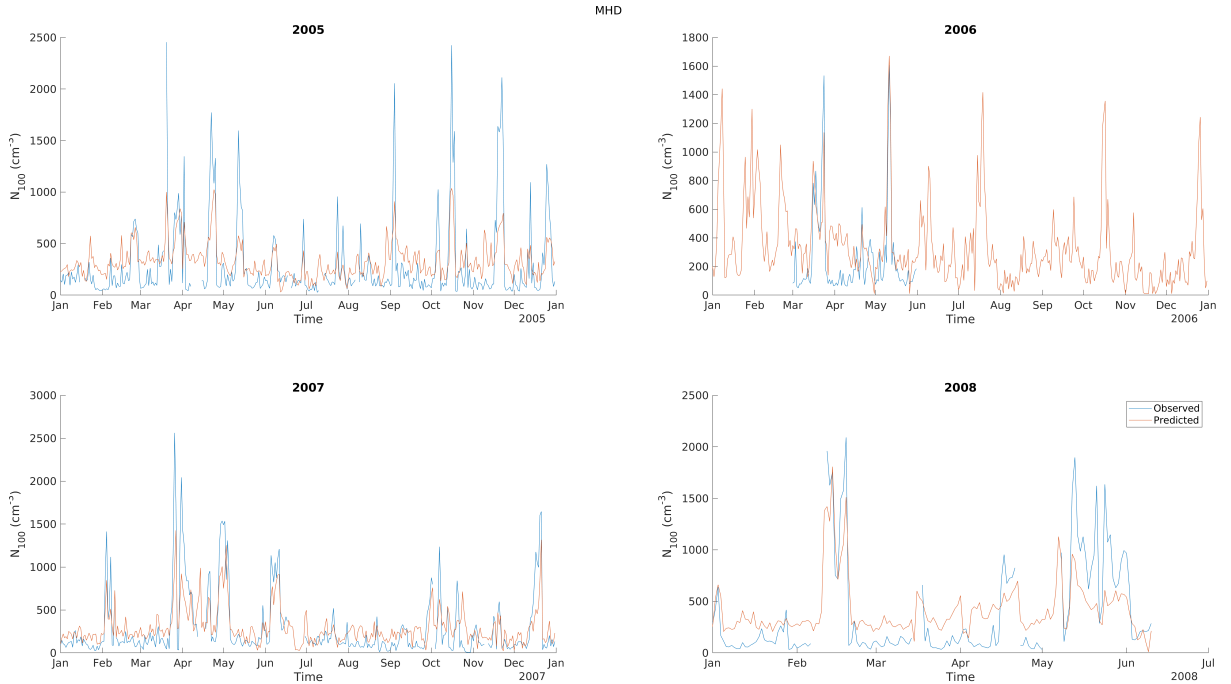 MHD
2005
N100 (cm-3)
2500
2000
1500
1000
500
0
Jan Feb Mar Apr May Jun Jul Aug Sep Oct Nov Dec Jan
Time
2005
2006
N100 (cm-3)
1800
1600
1400
1200
1000
800
600
400
200
0
Jan Feb Mar Apr May Jun Jul Aug Sep Oct Nov Dec Jan
Time
2006
2007
N100 (cm-3)
3000
2500
2000
1500
1000
500
0
Jan Feb Mar Apr May Jun Jul Aug Sep Oct Nov Dec Jan
Time
2007
2008
N100 (cm-3)
2500
2000
1500
1000
500
0
Observed
Predicted
Jan Feb Mar Apr May Jun Jul
Time
2008